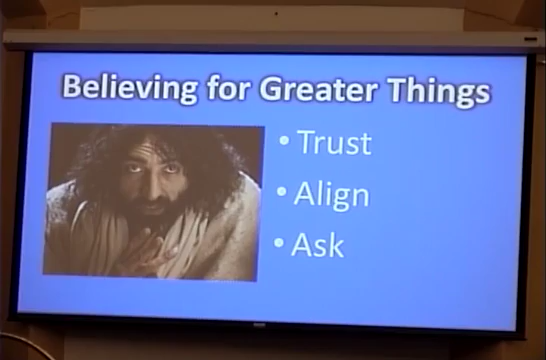 Believing for Greater Things
• Trust
• Align
• Ask